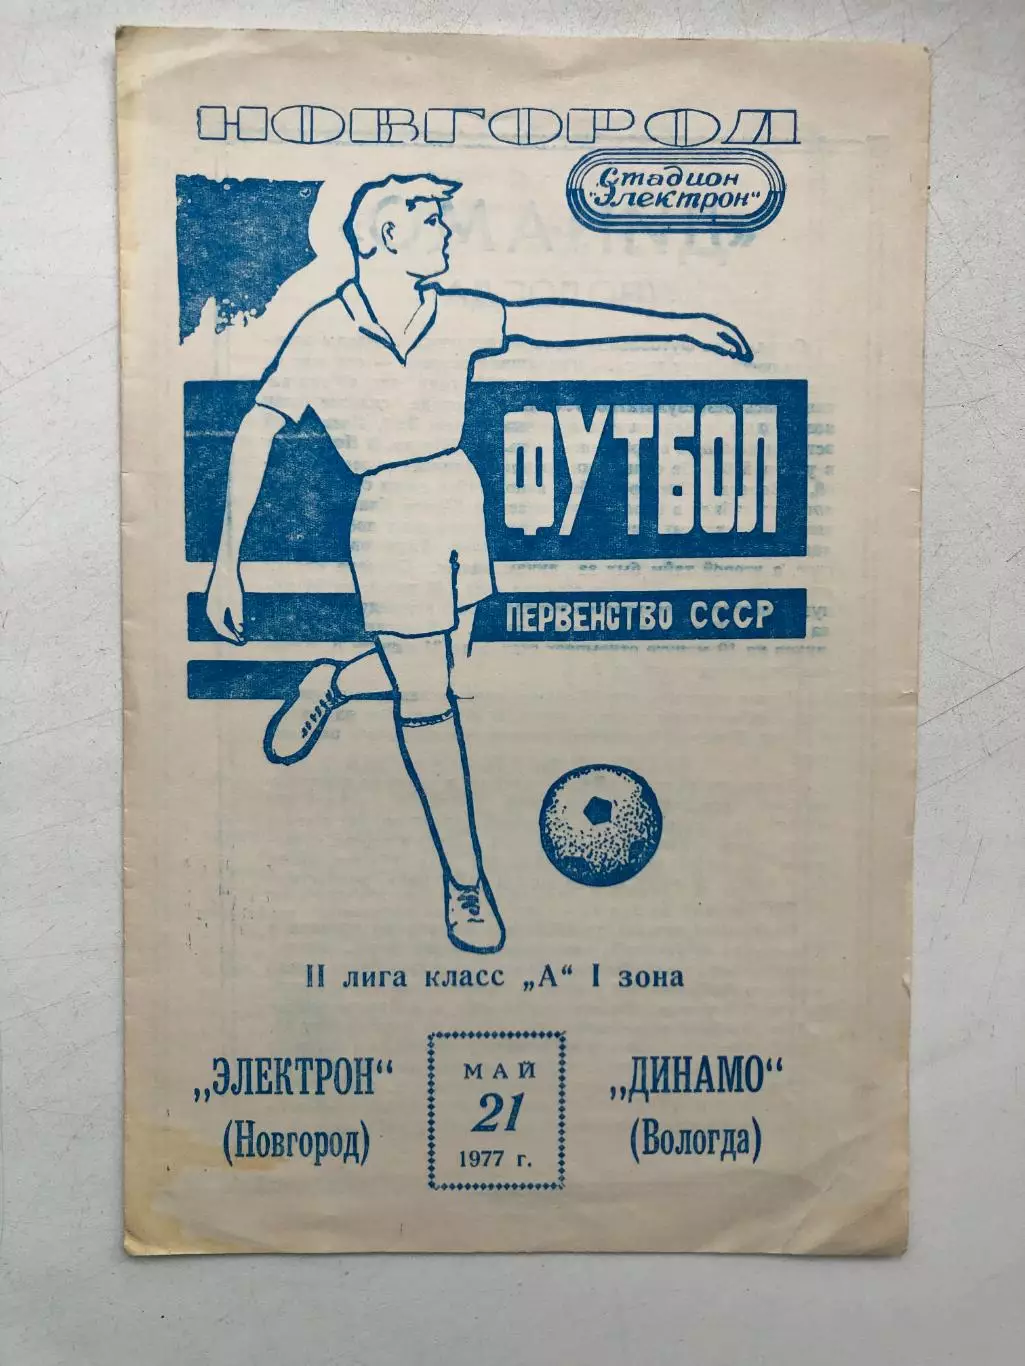 НОВГОРОД
Стадион
"Электрон"
ФУТБОЛ
ПЕРВЕНСТВО СССР
II лига класс „А“ I зона
„ЭЛЕКТРОН“
(Новгород)
МАЙ
21
1977 г.
„ДИНАМО“
(Вологда)